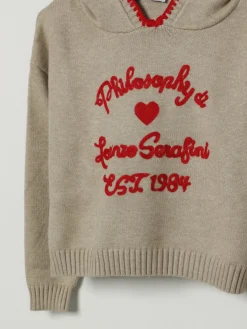 Philosophy di
Lorenzo Serafini
EST. 1984